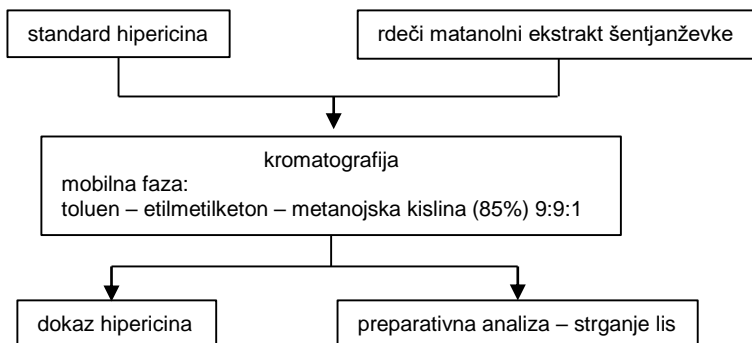 standard hipericina
rdeči matanolni ekstrakt šentjanževke
kromatografija
mobilna faza:
toluen – etilmetilketon – metanojska kislina (85%) 9:9:1
dokaz hipericina
preparativna analiza – strganje lis